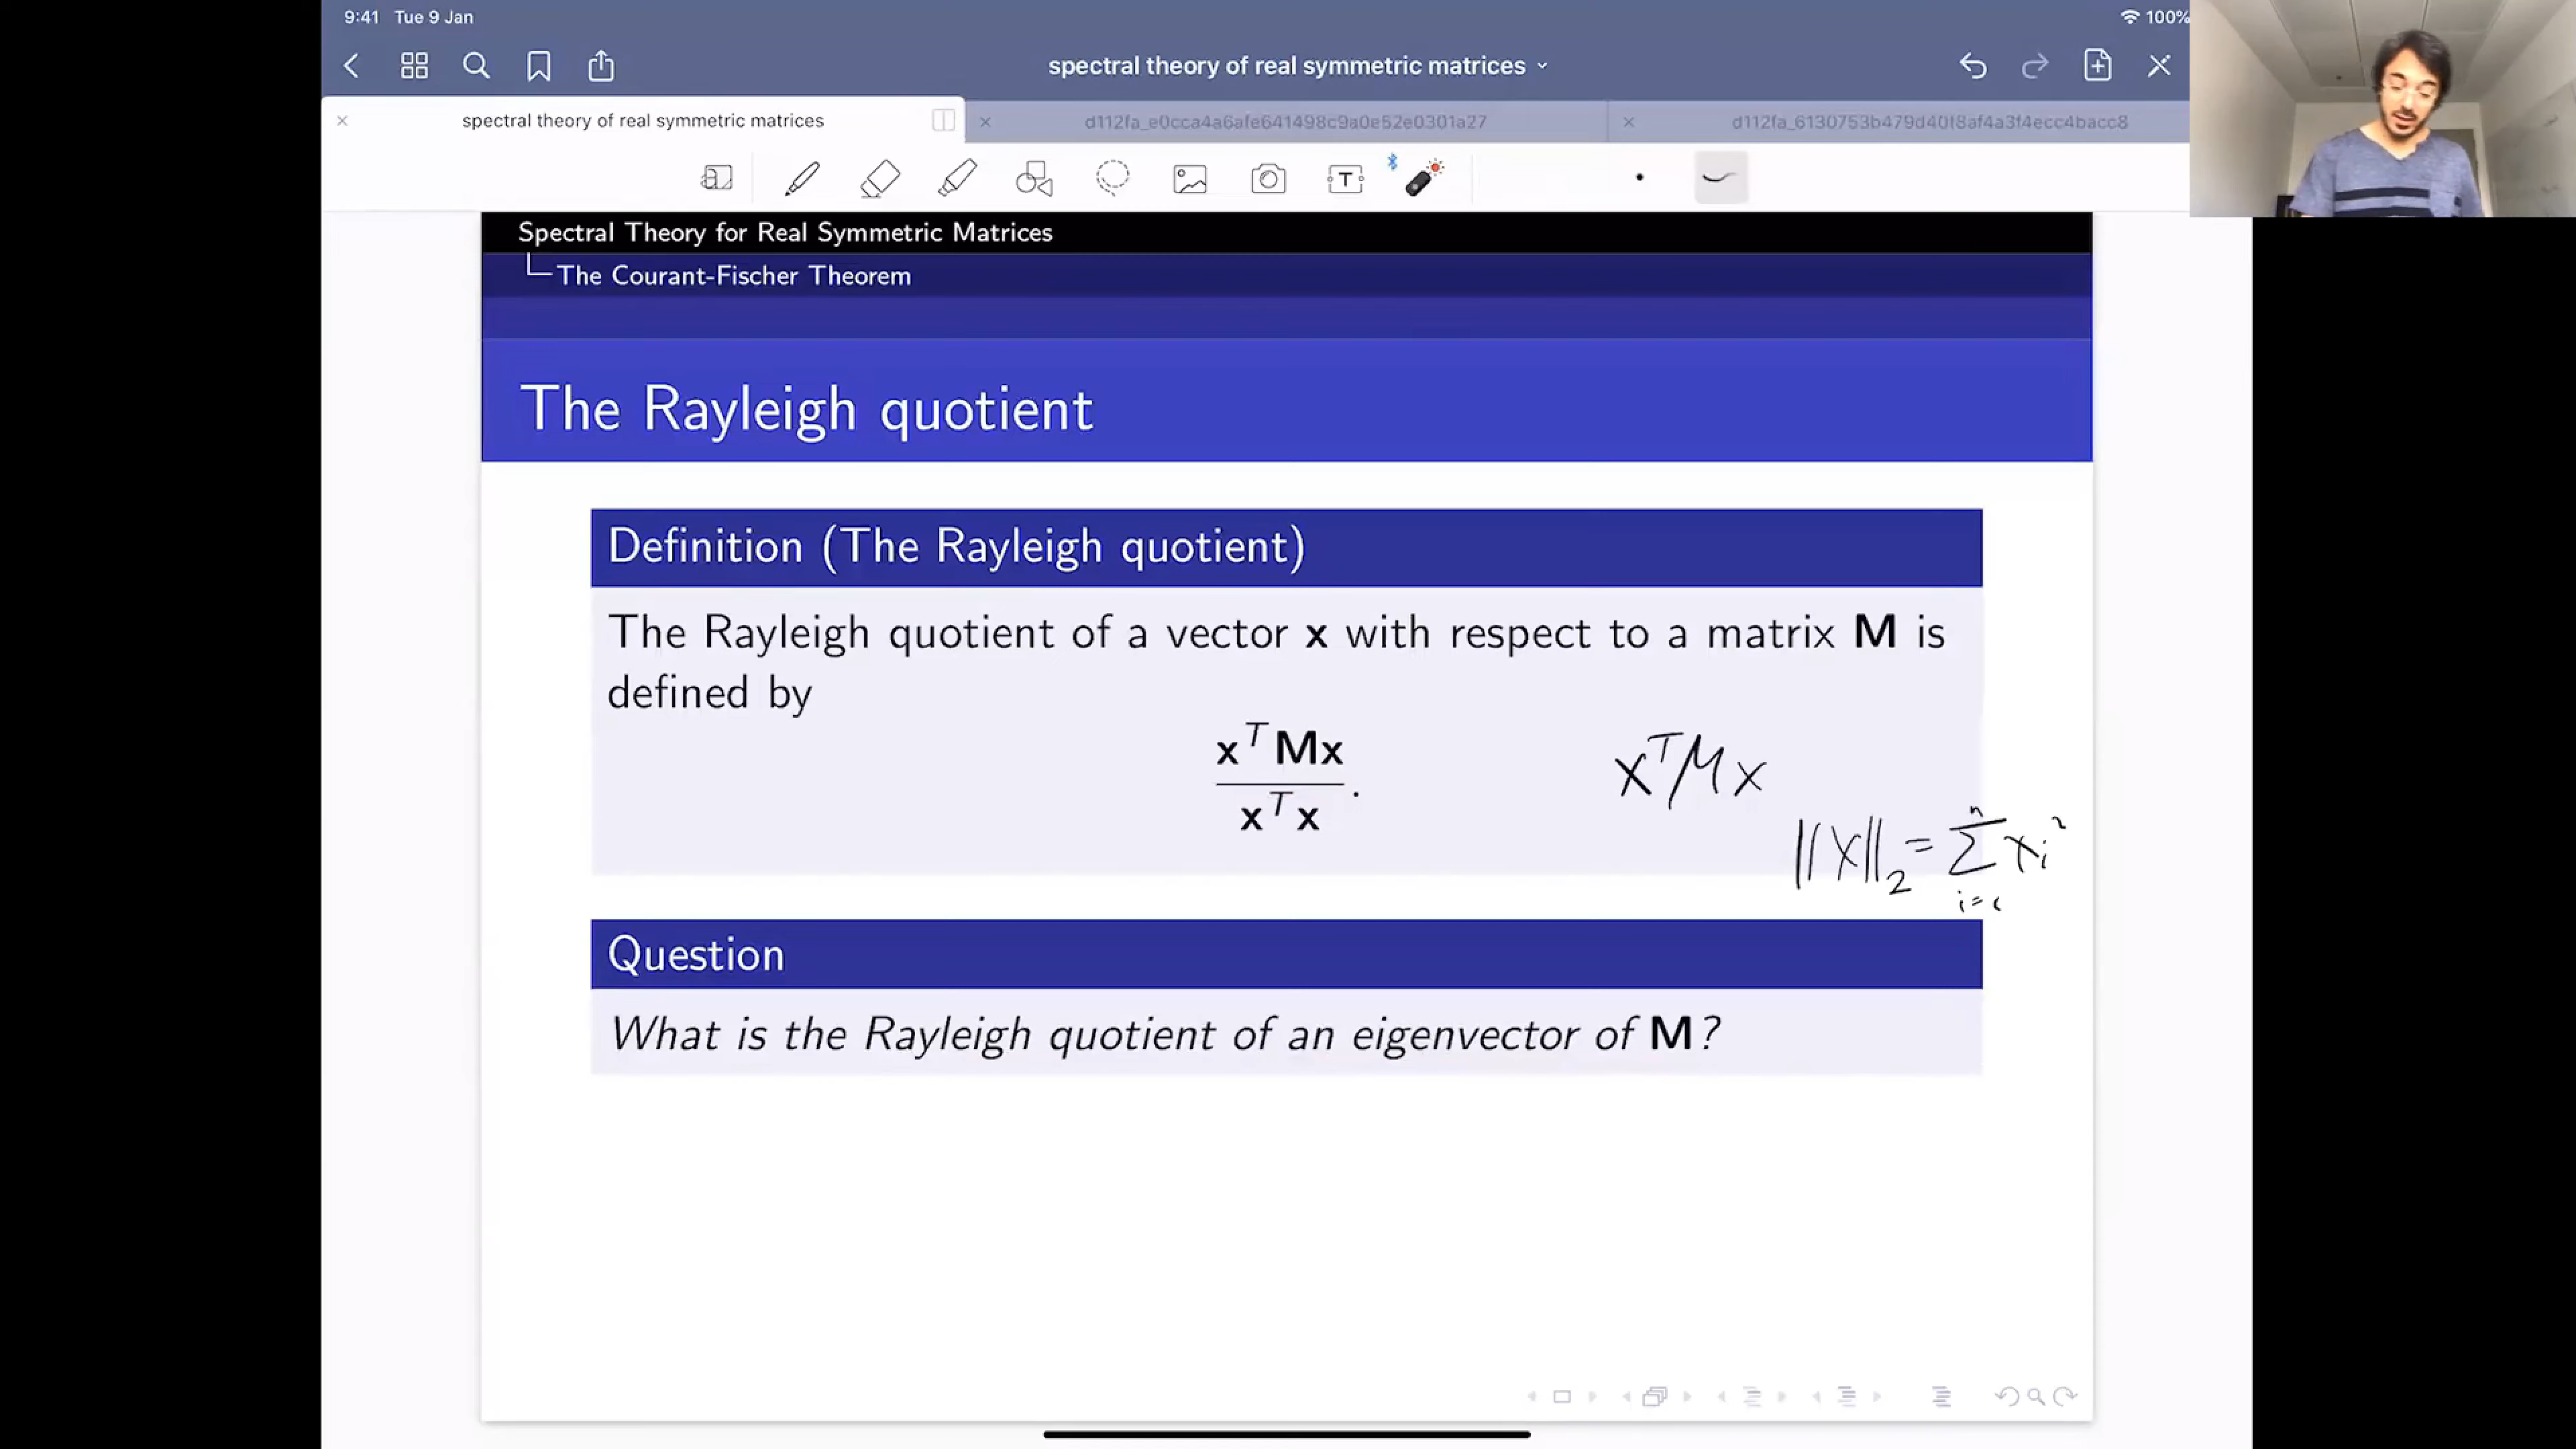 9:41 Tue 9 Jan
100%
spectral theory of real symmetric matrices
spectral theory of real symmetric matrices
d112fa_e0cca4a6afe641498c9a0e52e0301a27
d112fa_6130753b479d40f8af4a3f4ecc4bacc8
Spectral Theory for Real Symmetric Matrices
The Courant-Fischer Theorem
The Rayleigh quotient
Definition (The Rayleigh quotient)
The Rayleigh quotient of a vector x with respect to a matrix M is
defined by
x^T Mx
x^T x .
x^T M x
||x||_2 = ∑_{i=1}^n x_i^2
Question
What is the Rayleigh quotient of an eigenvector of M?